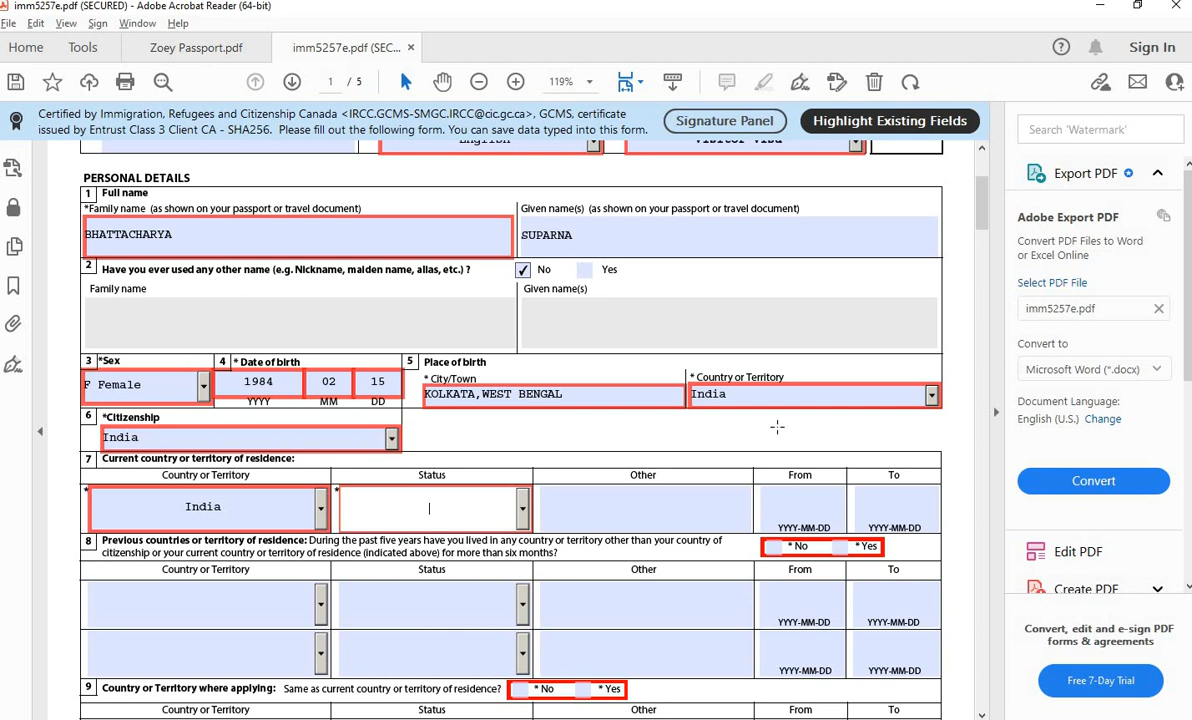 imm5257e.pdf (SECURED) - Adobe Acrobat Reader (64-bit)
File Edit View Sign Window Help
Home Tools Zoey Passport.pdf imm5257e.pdf (SEC... ×
Sign In
1 / 5 119%
Certified by Immigration, Refugees and Citizenship Canada <IRCC.GCMS-SMGC.IRCC@cic.gc.ca>, GCMS, certificate
issued by Entrust Class 3 Client CA - SHA256. Please fill out the following form. You can save data typed into this form.
Signature Panel
Highlight Existing Fields
English Visitor Visa
PERSONAL DETAILS
1 Full name
*Family name (as shown on your passport or travel document) Given name(s) (as shown on your passport or travel document)
BHATTACHARYA SUPARNA
2 Have you ever used any other name (e.g. Nickname, maiden name, alias, etc.) ? No Yes
Family name Given name(s)
3 *Sex 4 * Date of birth 5 Place of birth
* City/Town * Country or Territory
F Female 1984 02 15 KOLKATA,WEST BENGAL India
YYYY MM DD
6 *Citizenship
India
7 Current country or territory of residence:
Country or Territory Status Other From To
* India *
YYYY-MM-DD YYYY-MM-DD
8 Previous countries or territory of residence: During the past five years have you lived in any country or territory other than your country of
citizenship or your current country or territory of residence (indicated above) for more than six months? * No * Yes
Country or Territory Status Other From To
YYYY-MM-DD YYYY-MM-DD
YYYY-MM-DD YYYY-MM-DD
9 Country or Territory where applying: Same as current country or territory of residence? * No * Yes
Country or Territory Status Other From To
Search 'Watermark'
Export PDF
Adobe Export PDF
Convert PDF Files to Word
or Excel Online
Select PDF File
imm5257e.pdf
Convert to
Microsoft Word (*.docx)
Document Language:
English (U.S.) Change
Convert
Edit PDF
Create PDF
Convert, edit and e-sign PDF
forms & agreements
Free 7-Day Trial